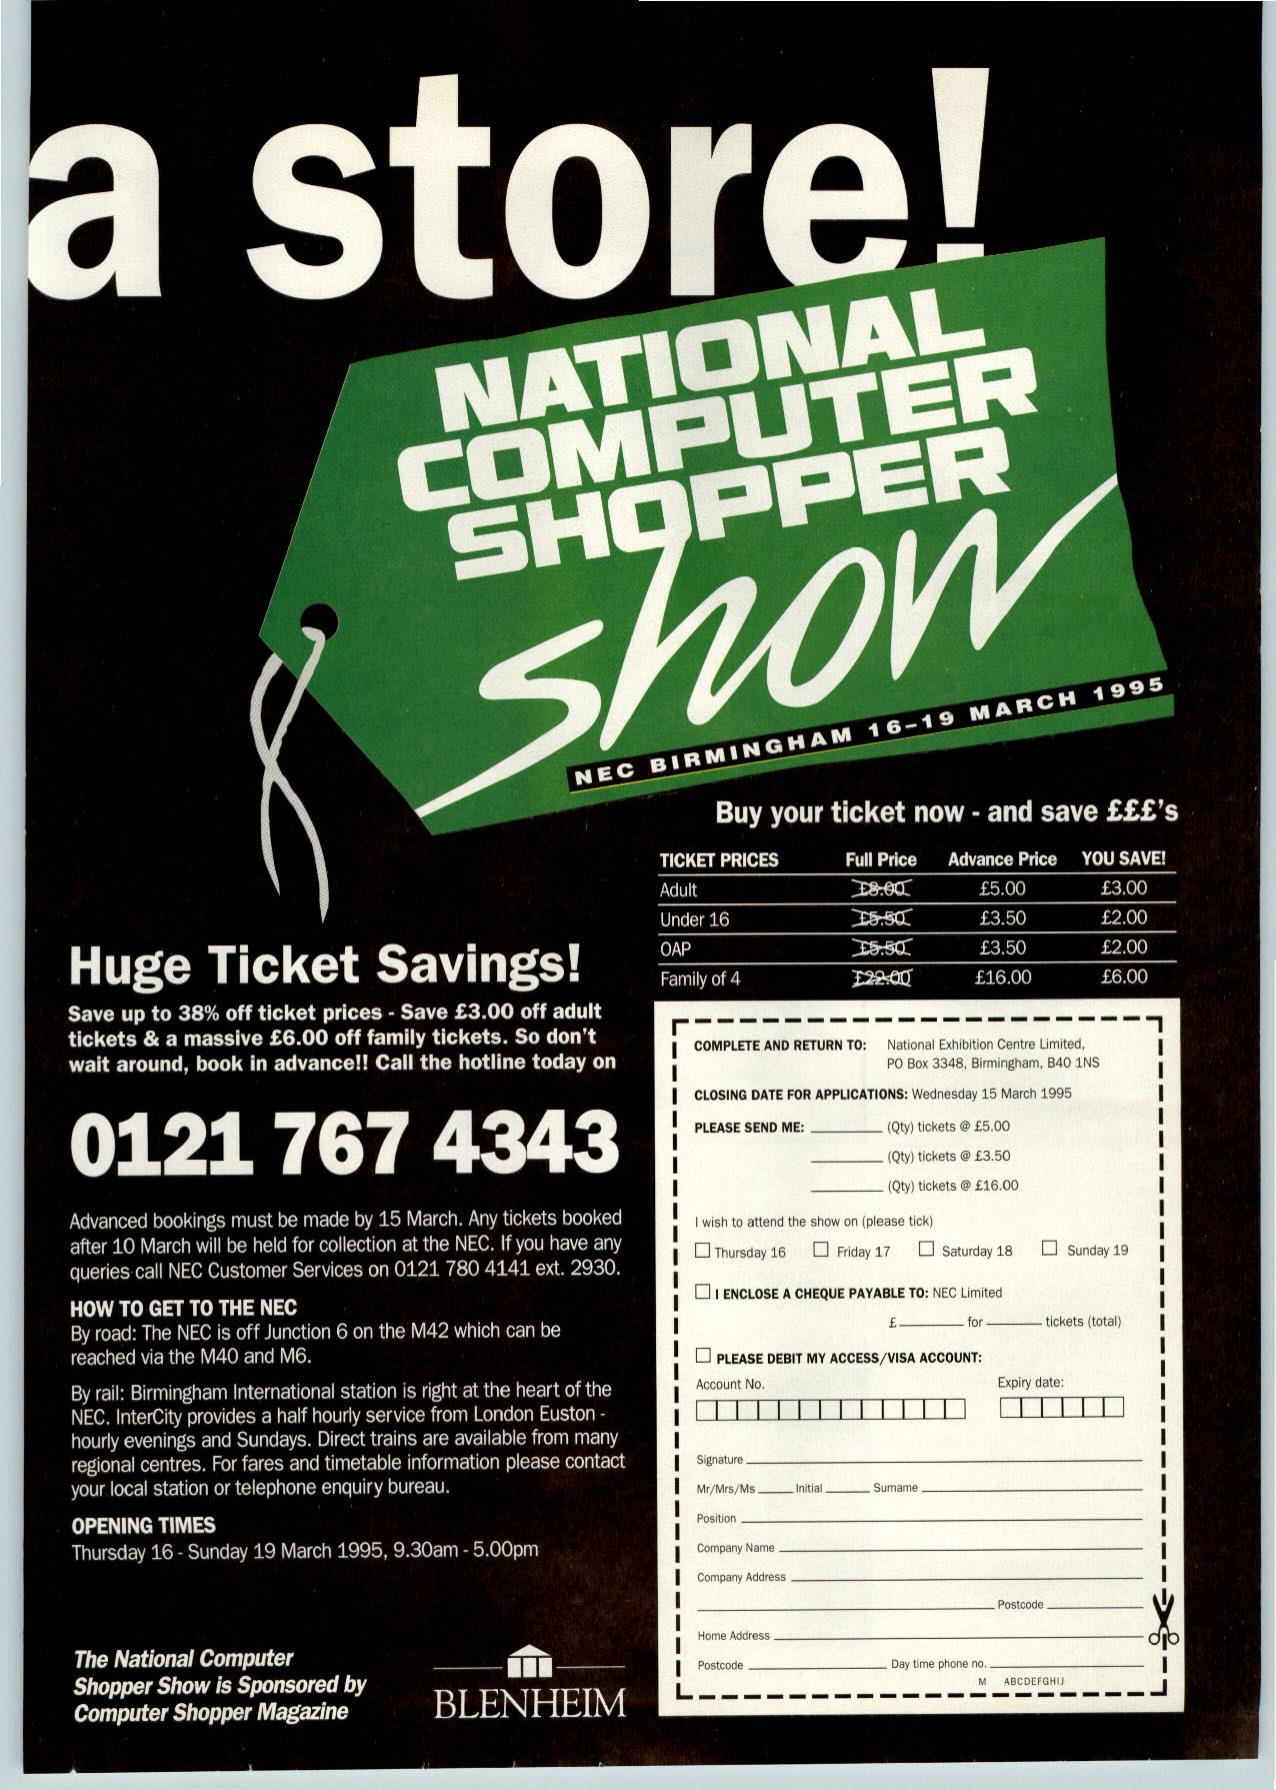 a store!
NATIONAL
COMPUTER
SHOPPER
show
NEC BIRMINGHAM 16-19 MARCH 1995
Buy your ticket now - and save £££'s
TICKET PRICES Full Price Advance Price YOU SAVE!
Adult £8.00 £5.00 £3.00
Under 16 £5.50 £3.50 £2.00
OAP £5.50 £3.50 £2.00
Family of 4 £22.00 £16.00 £6.00
Huge Ticket Savings!
Save up to 38% off ticket prices - Save £3.00 off adult
tickets & a massive £6.00 off family tickets. So don't
wait around, book in advance!! Call the hotline today on
0121 767 4343
Advanced bookings must be made by 15 March. Any tickets booked
after 10 March will be held for collection at the NEC. If you have any
queries call NEC Customer Services on 0121 780 4141 ext. 2930.
HOW TO GET TO THE NEC
By road: The NEC is off Junction 6 on the M42 which can be
reached via the M40 and M6.
By rail: Birmingham International station is right at the heart of the
NEC. InterCity provides a half hourly service from London Euston -
hourly evenings and Sundays. Direct trains are available from many
regional centres. For fares and timetable information please contact
your local station or telephone enquiry bureau.
OPENING TIMES
Thursday 16 - Sunday 19 March 1995, 9.30am - 5.00pm
The National Computer
Shopper Show is Sponsored by
Computer Shopper Magazine
BLENHEIM
COMPLETE AND RETURN TO: National Exhibition Centre Limited,
PO Box 3348, Birmingham, B40 1NS
CLOSING DATE FOR APPLICATIONS: Wednesday 15 March 1995
PLEASE SEND ME: (Qty) tickets @ £5.00
(Qty) tickets @ £3.50
(Qty) tickets @ £16.00
I wish to attend the show on (please tick)
Thursday 16 Friday 17 Saturday 18 Sunday 19
I ENCLOSE A CHEQUE PAYABLE TO: NEC Limited
£ for tickets (total)
PLEASE DEBIT MY ACCESS/VISA ACCOUNT:
Account No. Expiry date:
Signature
Mr/Mrs/Ms Initial Surname
Position
Company Name
Company Address
Postcode
Home Address
Postcode Day time phone no.
M ABCDEFGHIJ